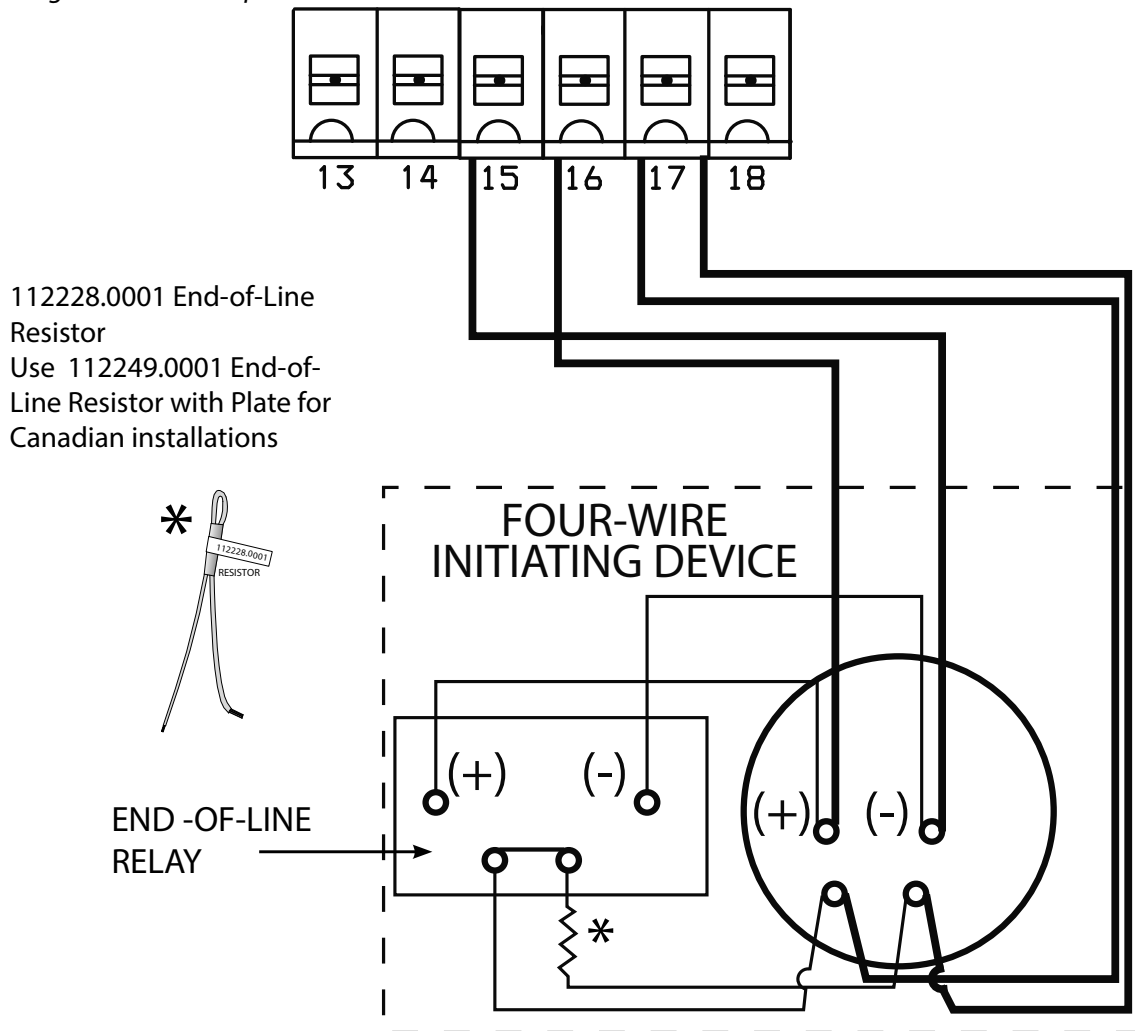 13 14 15 16 17 18
112228.0001 End-of-Line
Resistor
Use 112249.0001 End-of-
Line Resistor with Plate for
Canadian installations
*
112228.0001
RESISTOR
FOUR-WIRE
INITIATING DEVICE
(+) (-)
(+) (-)
END -OF-LINE
RELAY
*